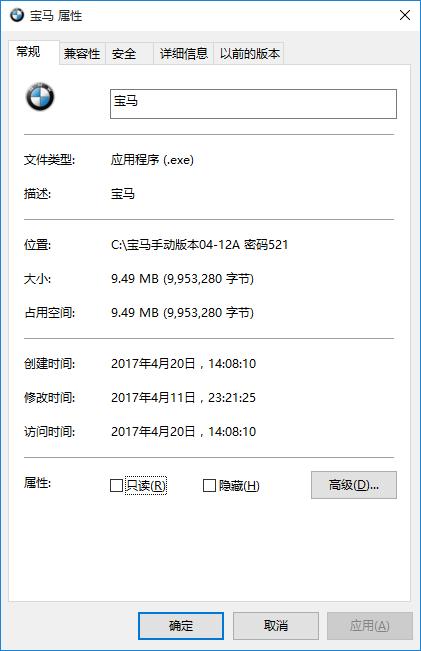 宝马 属性
常规 兼容性 安全 详细信息 以前的版本
宝马
文件类型: 应用程序 (.exe)
描述: 宝马
位置: C:\宝马手动版本04-12A 密码521
大小: 9.49 MB (9,953,280 字节)
占用空间: 9.49 MB (9,953,280 字节)
创建时间: 2017年4月20日，14:08:10
修改时间: 2017年4月11日，23:21:25
访问时间: 2017年4月20日，14:08:10
属性: 只读(R) 隐藏(H) 高级(D)...
确定 取消 应用(A)